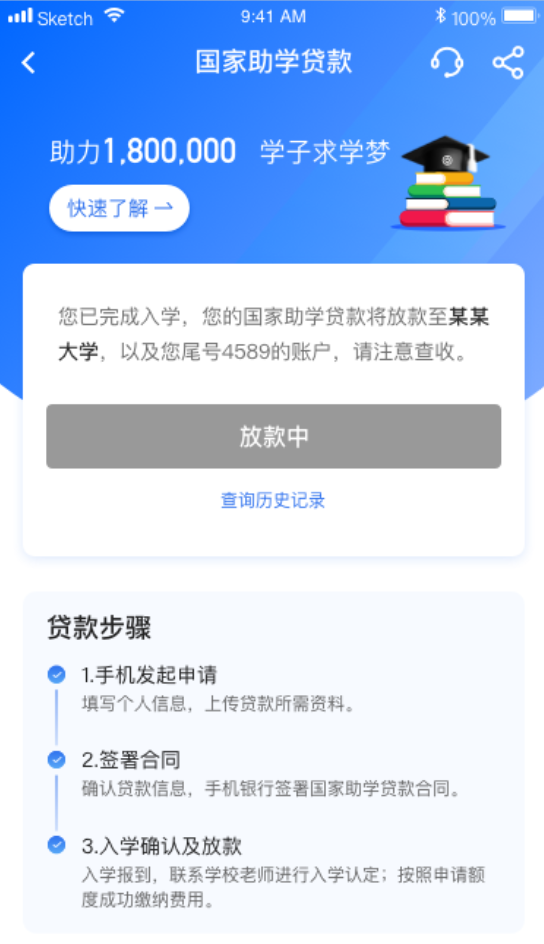 Sketch 9:41 AM 100%
国家助学贷款
助力1,800,000 学子求学梦
快速了解
您已完成入学，您的国家助学贷款将放款至某某
大学，以及您尾号4589的账户，请注意查收。
放款中
查询历史记录
贷款步骤
1.手机发起申请
填写个人信息，上传贷款所需资料。
2.签署合同
确认贷款信息，手机银行签署国家助学贷款合同。
3.入学确认及放款
入学报到，联系学校老师进行入学认定；按照申请额
度成功缴纳费用。